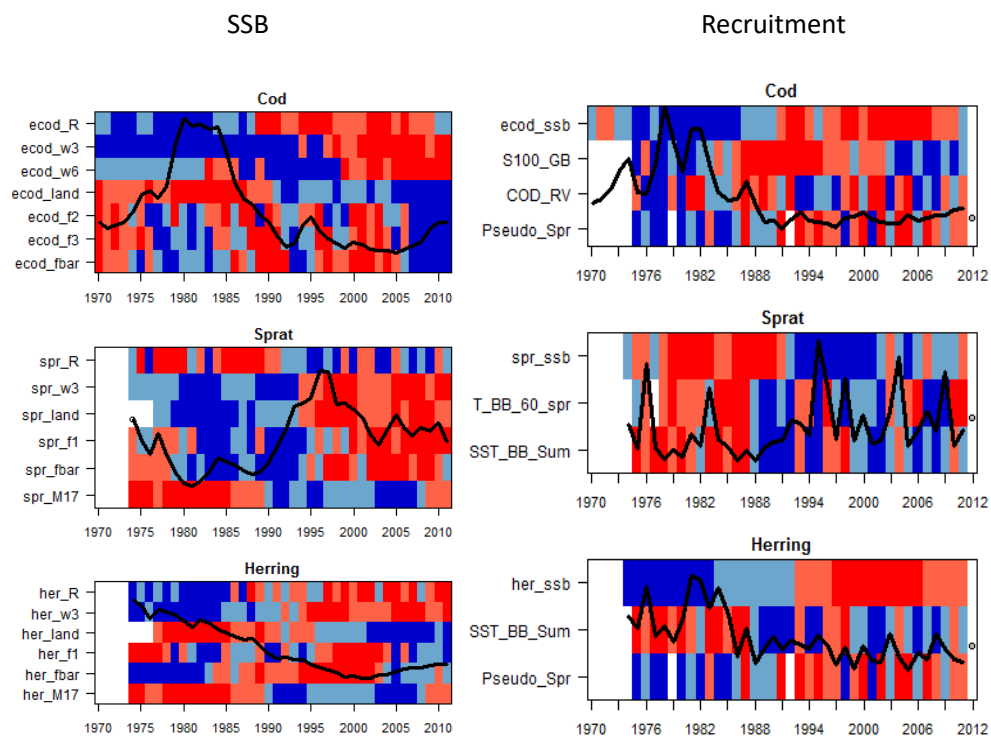 SSB
Recruitment
Cod
ecod_R
ecod_w3
ecod_w6
ecod_land
ecod_f2
ecod_f3
ecod_fbar
1970 1975 1980 1985 1990 1995 2000 2005 2010
Sprat
spr_R
spr_w3
spr_land
spr_f1
spr_fbar
spr_M17
1970 1975 1980 1985 1990 1995 2000 2005 2010
Herring
her_R
her_w3
her_land
her_f1
her_fbar
her_M17
1970 1975 1980 1985 1990 1995 2000 2005 2010
Cod
ecod_ssb
S100_GB
COD_RV
Pseudo_Spr
1970 1976 1982 1988 1994 2000 2006 2012
Sprat
spr_ssb
T_BB_60_spr
SST_BB_Sum
1970 1976 1982 1988 1994 2000 2006 2012
Herring
her_ssb
SST_BB_Sum
Pseudo_Spr
1970 1976 1982 1988 1994 2000 2006 2012